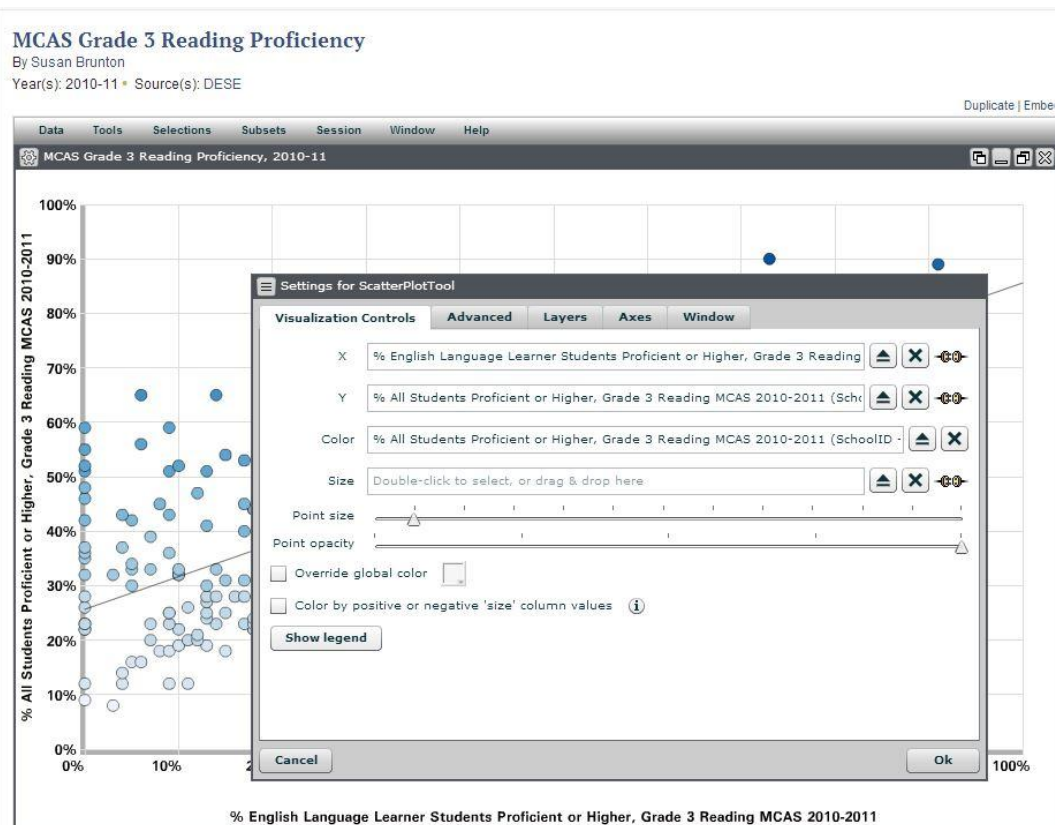 MCAS Grade 3 Reading Proficiency
By Susan Brunton
Year(s): 2010-11 • Source(s): DESE
Duplicate | Embe
Data Tools Selections Subsets Session Window Help
MCAS Grade 3 Reading Proficiency, 2010-11
100%
90%
80%
70%
60%
50%
40%
30%
20%
10%
0%
% All Students Proficient or Higher, Grade 3 Reading MCAS 2010-2011
Settings for ScatterPlotTool
Visualization Controls Advanced Layers Axes Window
X % English Language Learner Students Proficient or Higher, Grade 3 Reading
Y % All Students Proficient or Higher, Grade 3 Reading MCAS 2010-2011 (Scho
Color % All Students Proficient or Higher, Grade 3 Reading MCAS 2010-2011 (SchoolID -
Size Double-click to select, or drag & drop here
Point size
Point opacity
Override global color
Color by positive or negative 'size' column values i
Show legend
Cancel Ok
0% 10% 2 100%
% English Language Learner Students Proficient or Higher, Grade 3 Reading MCAS 2010-2011